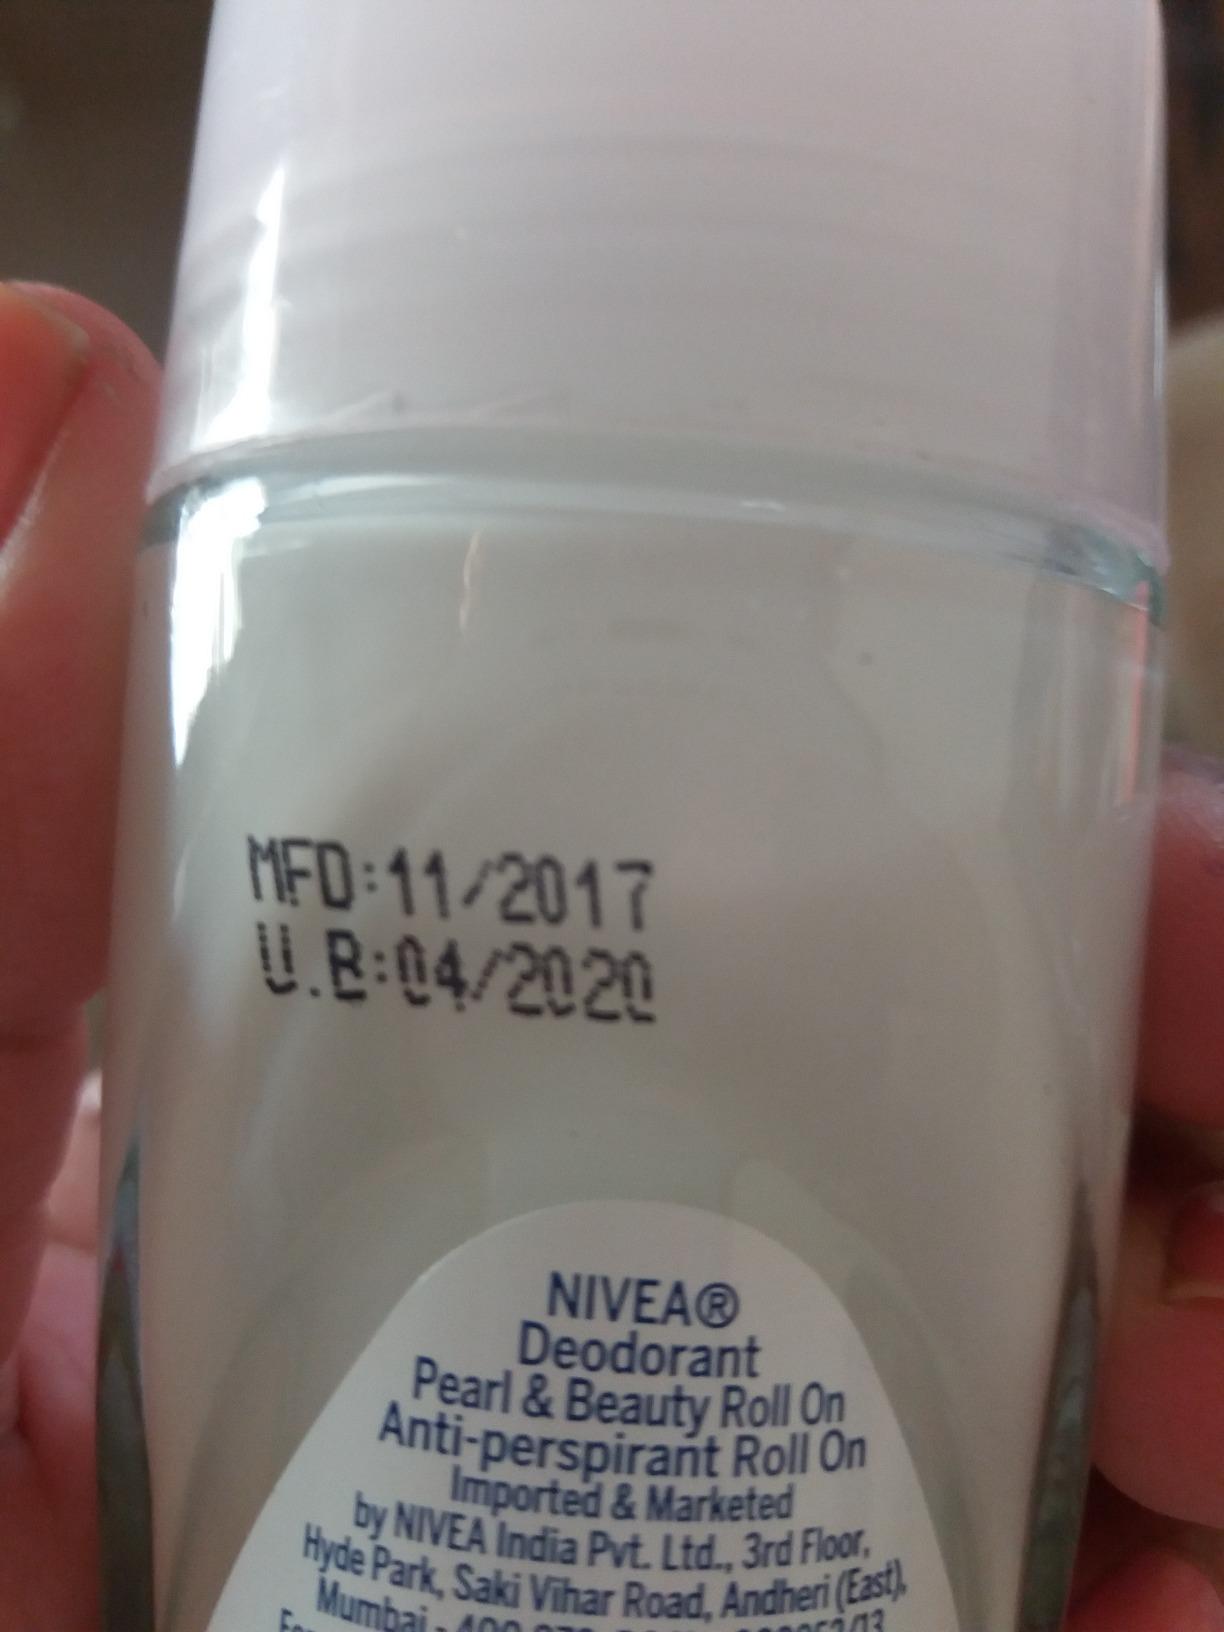 MFD:11/2017
U.B:04/2020
NIVEA®
Deodorant
Pearl & Beauty Roll On
Anti-perspirant Roll On
Imported & Marketed
by NIVEA India Pvt. Ltd., 3rd Floor,
Hyde Park, Saki Vihar Road, Andheri (East),
Mumbai -